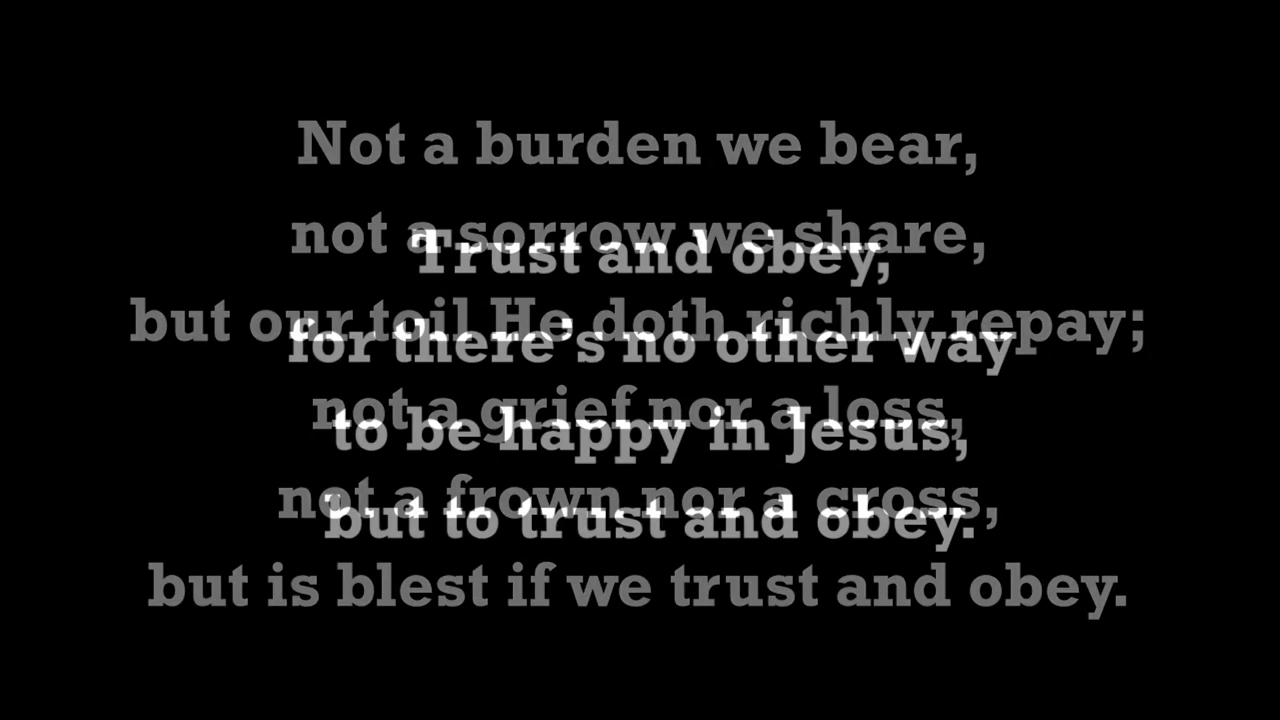 Not a burden we bear,
not a sorrow we share,
but our toil He doth richly repay;
not a grief nor a loss,
not a frown nor a cross,
but is blest if we trust and obey.
Trust and obey,
for there's no other way
to be happy in Jesus,
but to trust and obey.